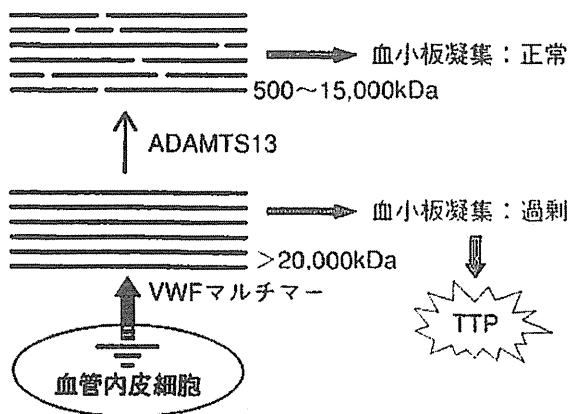 血小板凝集：正常
500～15,000kDa
ADAMTS13
血小板凝集：過剰
>20,000kDa
VWFマルチマー
TTP
血管内皮細胞